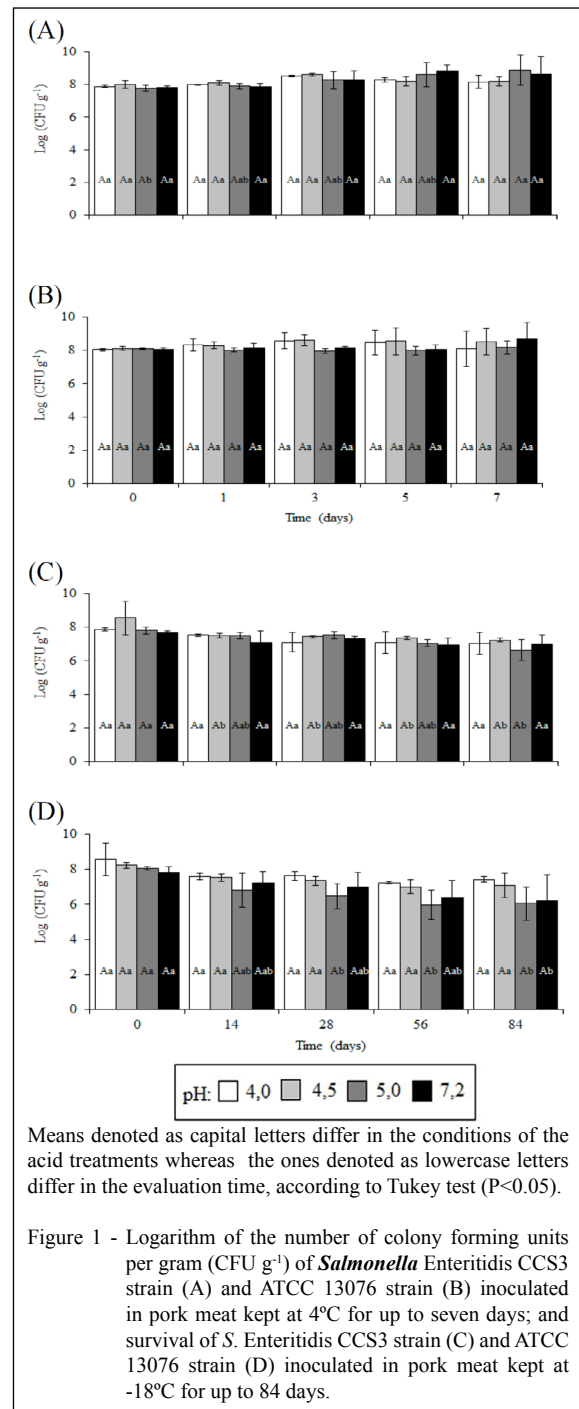 (A)
10
8
6
4
2
0
Log (CFU g-1)
Aa Aa Ab Aa Aa Aa Aab Aa Aa Aa Aab Aa Aa Aa Aab Aa Aa Aa Aa Aa
(B)
10
8
6
4
2
0
Log (CFU g-1)
Aa Aa Aa Aa Aa Aa Aa Aa Aa Aa Aa Aa Aa Aa Aa Aa Aa Aa Aa Aa
0 1 3 5 7
Time (days)
(C)
10
8
6
4
2
0
Log (CFU g-1)
Aa Aa Aa Aa Aa Ab Aab Aa Aa Ab Aab Aa Aa Ab Aab Aa Aa Ab Ab Aa
(D)
10
8
6
4
2
0
Log (CFU g-1)
Aa Aa Aa Aa Aa Aa Aab Aab Aa Aa Ab Aab Aa Aa Ab Aab Aa Aa Ab Ab
0 14 28 56 84
Time (days)
pH: 4,0 4,5 5,0 7,2
Means denoted as capital letters differ in the conditions of the
acid treatments whereas the ones denoted as lowercase letters
differ in the evaluation time, according to Tukey test (P<0.05).
Figure 1 - Logarithm of the number of colony forming units
per gram (CFU g-1) of Salmonella Enteritidis CCS3
strain (A) and ATCC 13076 strain (B) inoculated
in pork meat kept at 4ºC for up to seven days; and
survival of S. Enteritidis CCS3 strain (C) and ATCC
13076 strain (D) inoculated in pork meat kept at
-18ºC for up to 84 days.